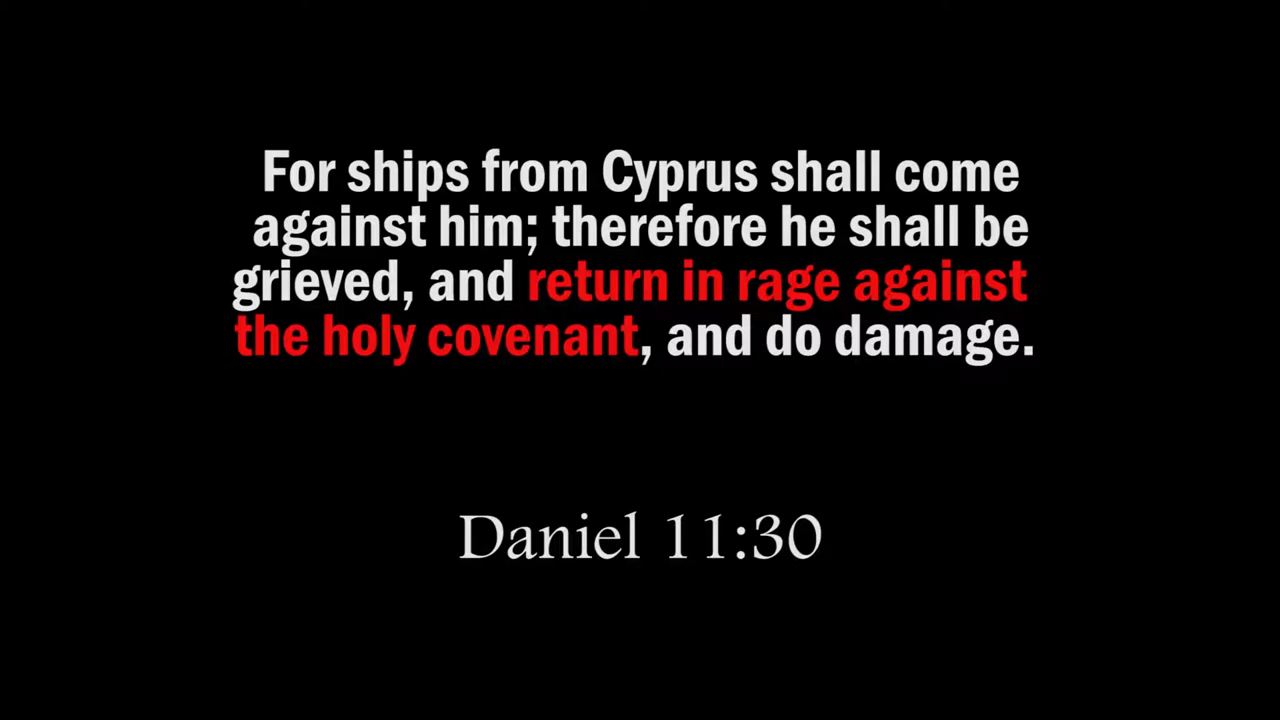 For ships from Cyprus shall come
against him; therefore he shall be
grieved, and return in rage against
the holy covenant, and do damage.
Daniel 11:30